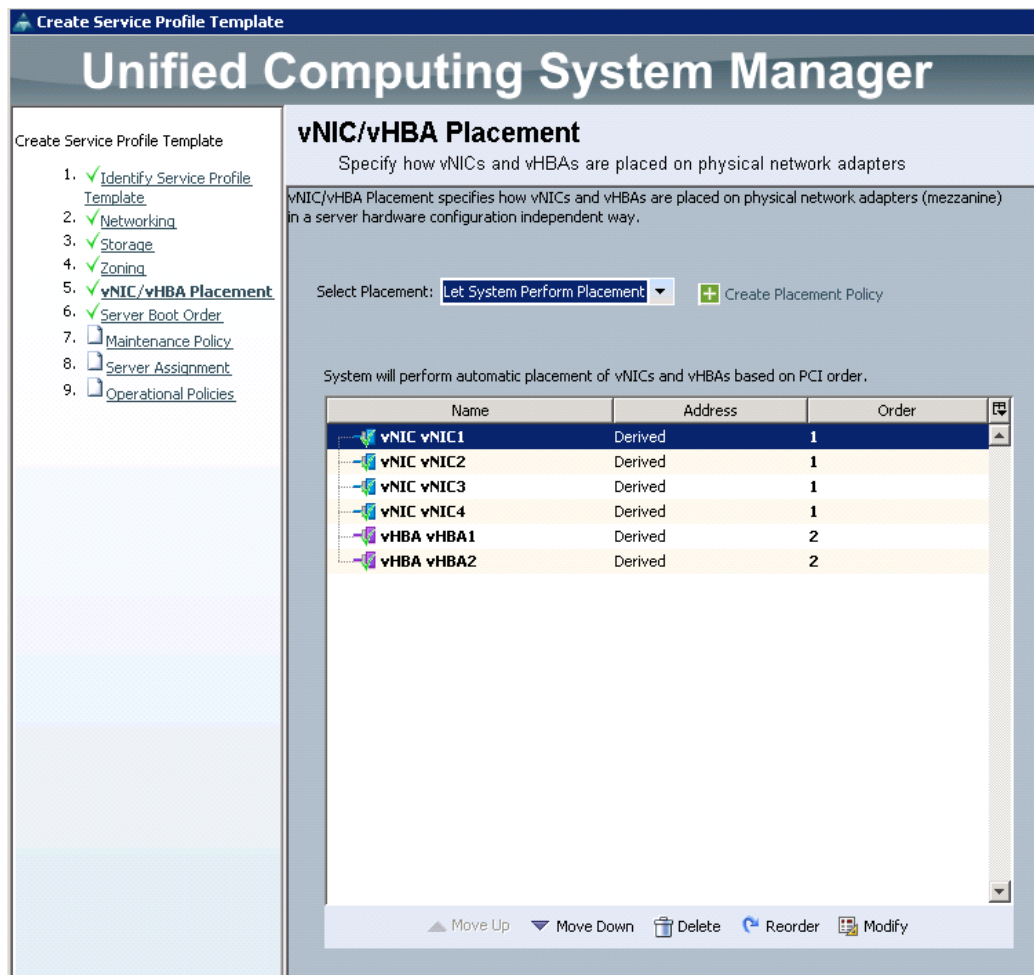 Create Service Profile Template
Unified Computing System Manager
Create Service Profile Template
1. Identify Service Profile
Template
2. Networking
3. Storage
4. Zoning
5. vNIC/vHBA Placement
6. Server Boot Order
7. Maintenance Policy
8. Server Assignment
9. Operational Policies
vNIC/vHBA Placement
Specify how vNICs and vHBAs are placed on physical network adapters
vNIC/vHBA Placement specifies how vNICs and vHBAs are placed on physical network adapters (mezzanine)
in a server hardware configuration independent way.
Select Placement: Let System Perform Placement Create Placement Policy
System will perform automatic placement of vNICs and vHBAs based on PCI order.
Name Address Order
vNIC vNIC1 Derived 1
vNIC vNIC2 Derived 1
vNIC vNIC3 Derived 1
vNIC vNIC4 Derived 1
vHBA vHBA1 Derived 2
vHBA vHBA2 Derived 2
Move Up Move Down Delete Reorder Modify